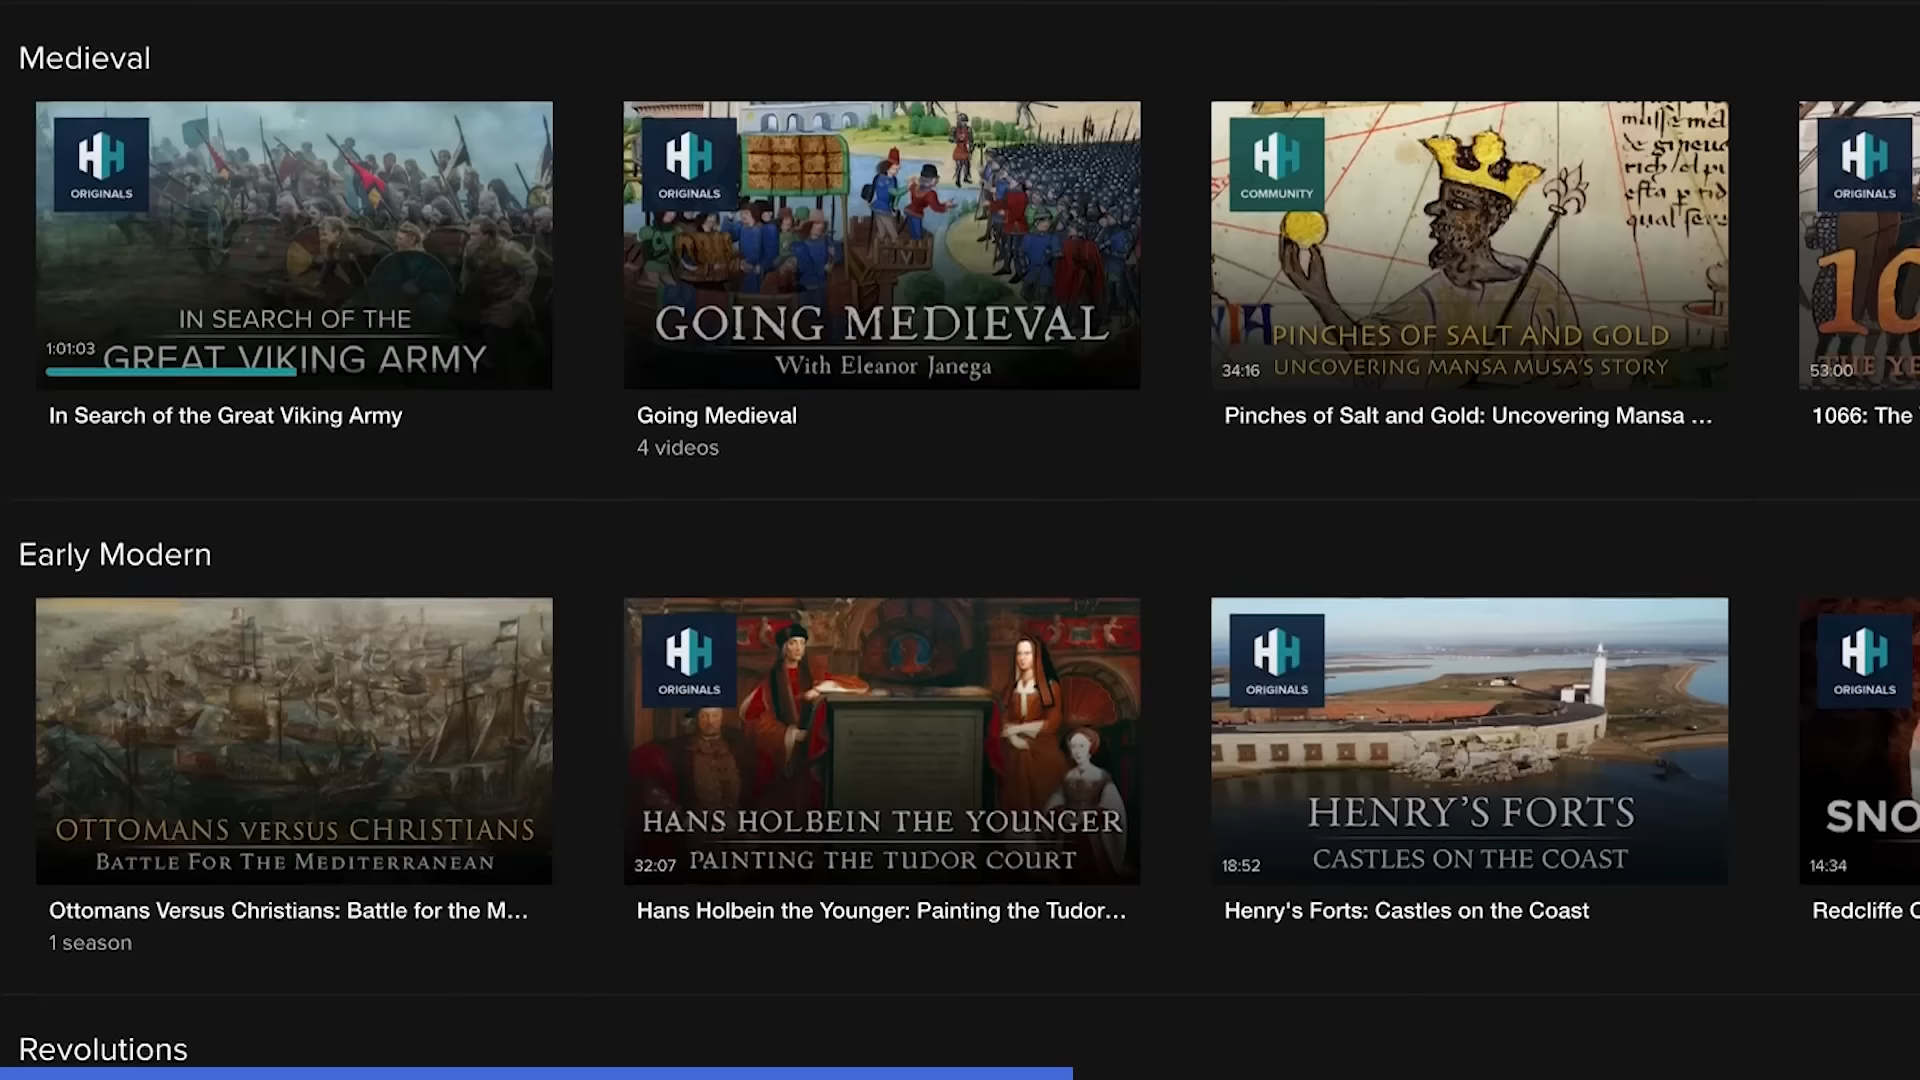 Medieval
ORIGINALS
IN SEARCH OF THE
1:01:03
GREAT VIKING ARMY
In Search of the Great Viking Army
ORIGINALS
GOING MEDIEVAL
With Eleanor Janega
Going Medieval
4 videos
COMMUNITY
PINCHES OF SALT AND GOLD
34:16
UNCOVERING MANSA MUSA'S STORY
Pinches of Salt and Gold: Uncovering Mansa ...
ORIGINALS
10
53:00
THE YE
1066: The
Early Modern
OTTOMANS VERSUS CHRISTIANS
BATTLE FOR THE MEDITERRANEAN
Ottomans Versus Christians: Battle for the M...
1 season
ORIGINALS
HANS HOLBEIN THE YOUNGER
32:07
PAINTING THE TUDOR COURT
Hans Holbein the Younger: Painting the Tudor...
ORIGINALS
HENRY'S FORTS
18:52
CASTLES ON THE COAST
Henry's Forts: Castles on the Coast
ORIGINALS
SNO
14:34
Redcliffe
Revolutions